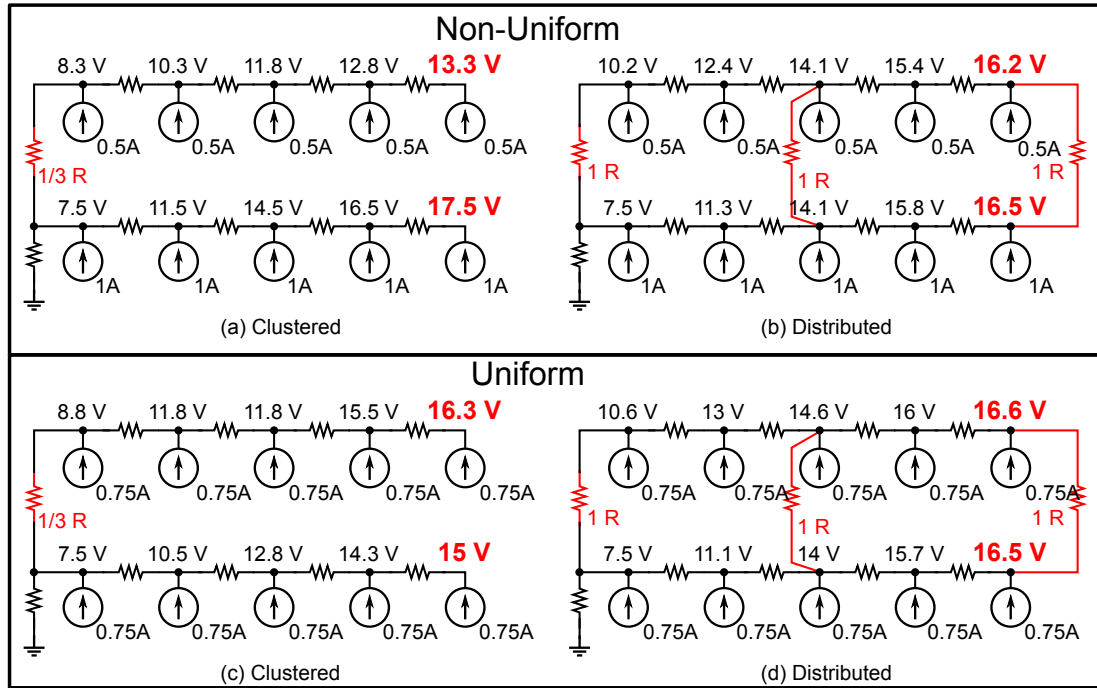 Non-Uniform
8.3 V 10.3 V 11.8 V 12.8 V 13.3 V
0.5A 0.5A 0.5A 0.5A 0.5A
1/3 R
7.5 V 11.5 V 14.5 V 16.5 V 17.5 V
1A 1A 1A 1A 1A
(a) Clustered
10.2 V 12.4 V 14.1 V 15.4 V 16.2 V
0.5A 0.5A 0.5A 0.5A 0.5A
1 R 1 R 1 R
7.5 V 11.3 V 14.1 V 15.8 V 16.5 V
1A 1A 1A 1A 1A
(b) Distributed
Uniform
8.8 V 11.8 V 11.8 V 15.5 V 16.3 V
0.75A 0.75A 0.75A 0.75A 0.75A
1/3 R
7.5 V 10.5 V 12.8 V 14.3 V 15 V
0.75A 0.75A 0.75A 0.75A 0.75A
(c) Clustered
10.6 V 13 V 14.6 V 16 V 16.6 V
0.75A 0.75A 0.75A 0.75A 0.75A
1 R 1 R 1 R
7.5 V 11.1 V 14 V 15.7 V 16.5 V
0.75A 0.75A 0.75A 0.75A 0.75A
(d) Distributed